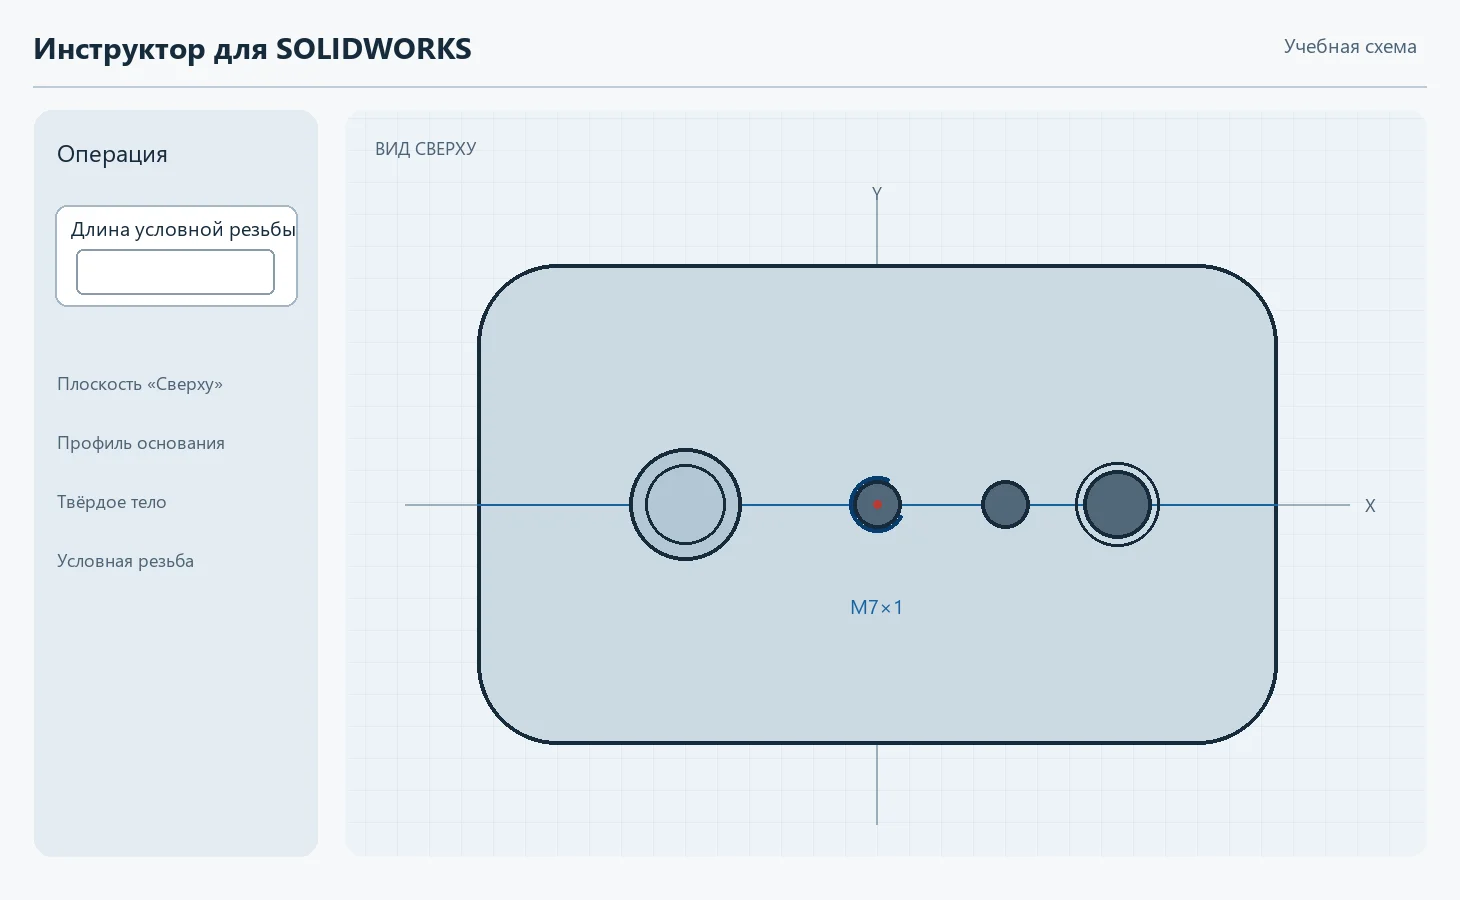 Инструктор для SOLIDWORKS
Учебная схема
Операция
Длина условной резьбы
Плоскость «Сверху»
Профиль основания
Твёрдое тело
Условная резьба
ВИД СВЕРХУ
Y
X
M7×1